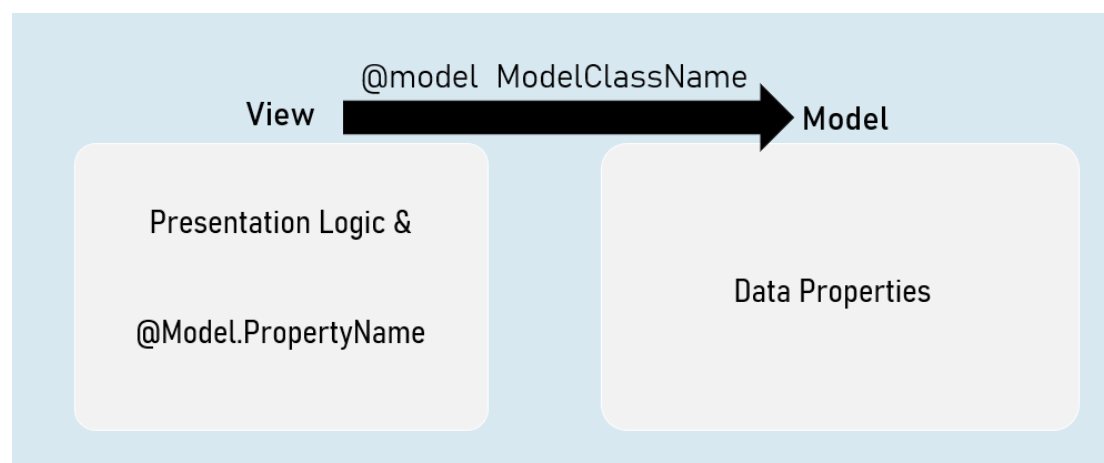 @model ModelClassName
View
Model
Presentation Logic &
@Model.PropertyName
Data Properties